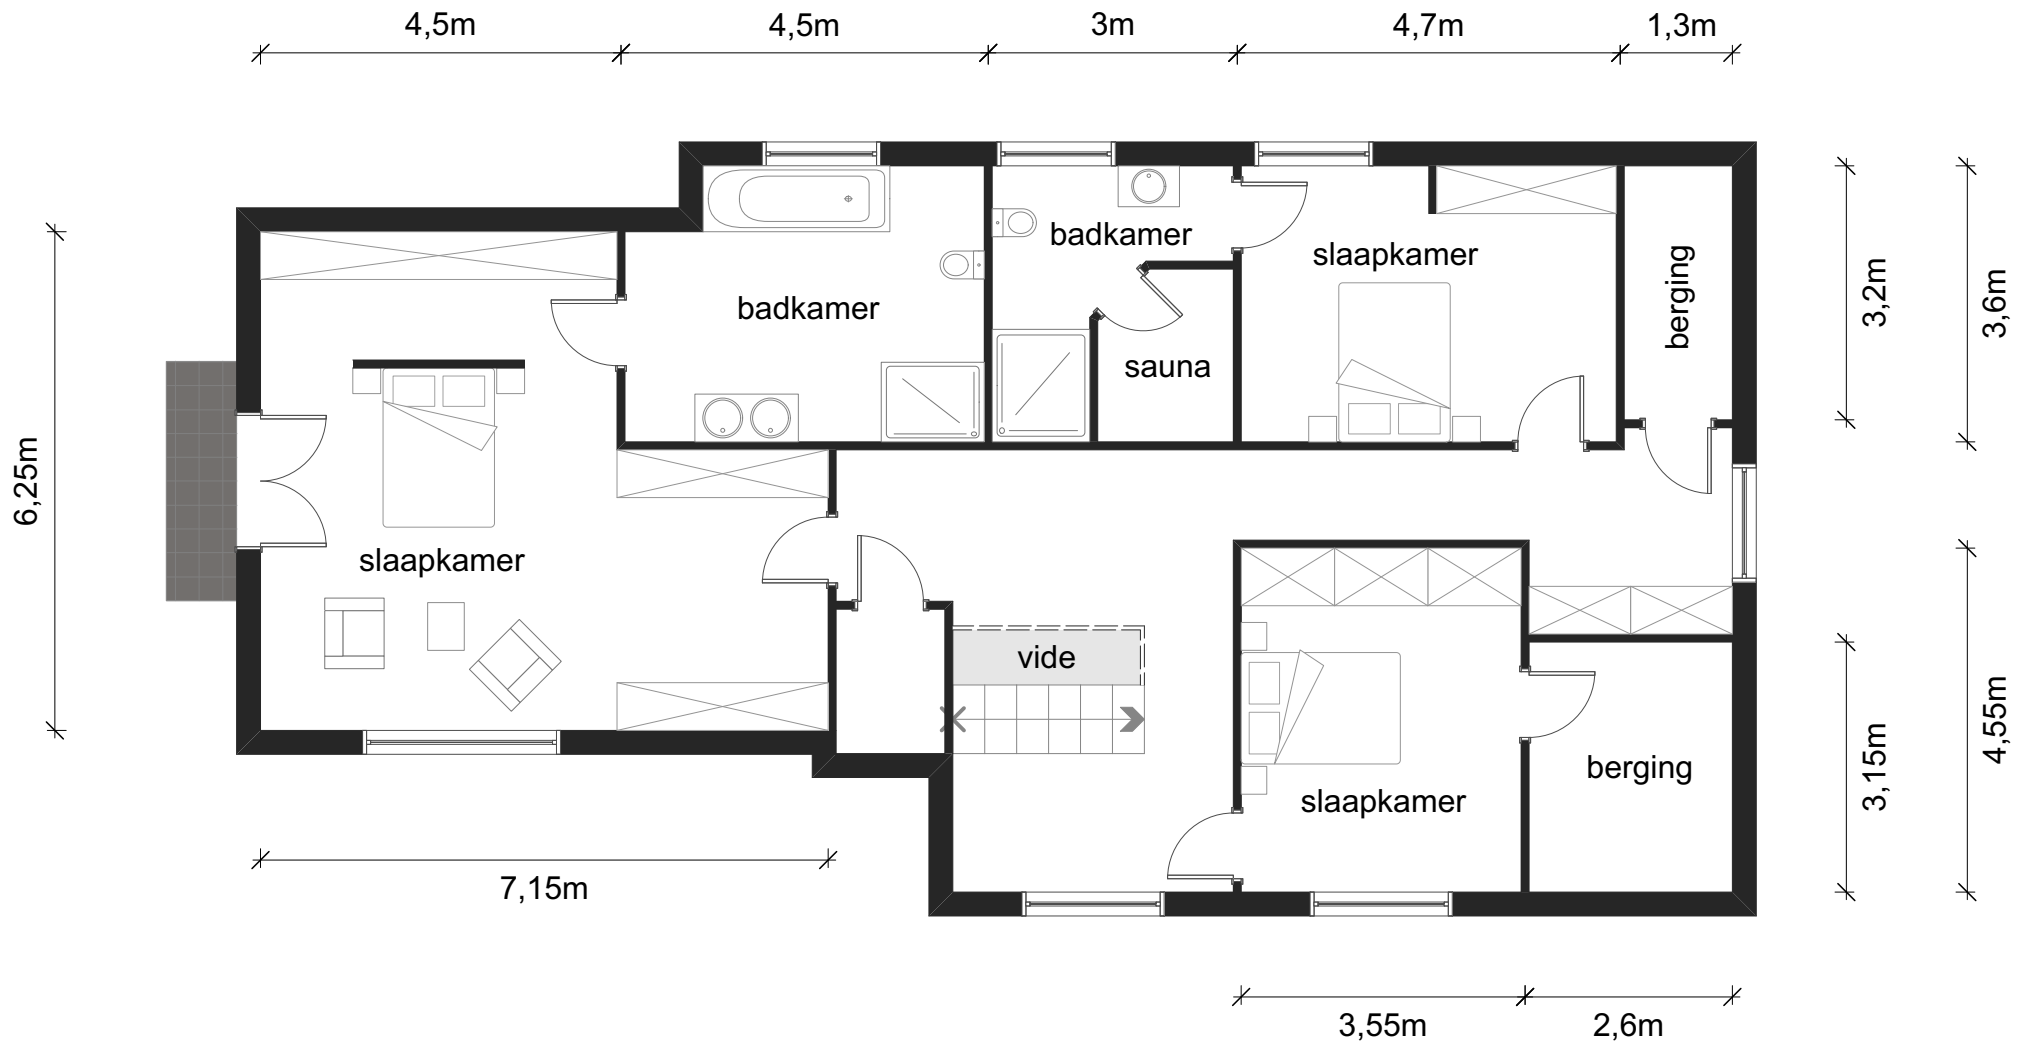 4,5m
4,5m
3m
4,7m
1,3m
badkamer
slaapkamer
berging
3,2m
3,6m
badkamer
sauna
6,25m
slaapkamer
vide
4,55m
berging
3,15m
slaapkamer
7,15m
3,55m
2,6m